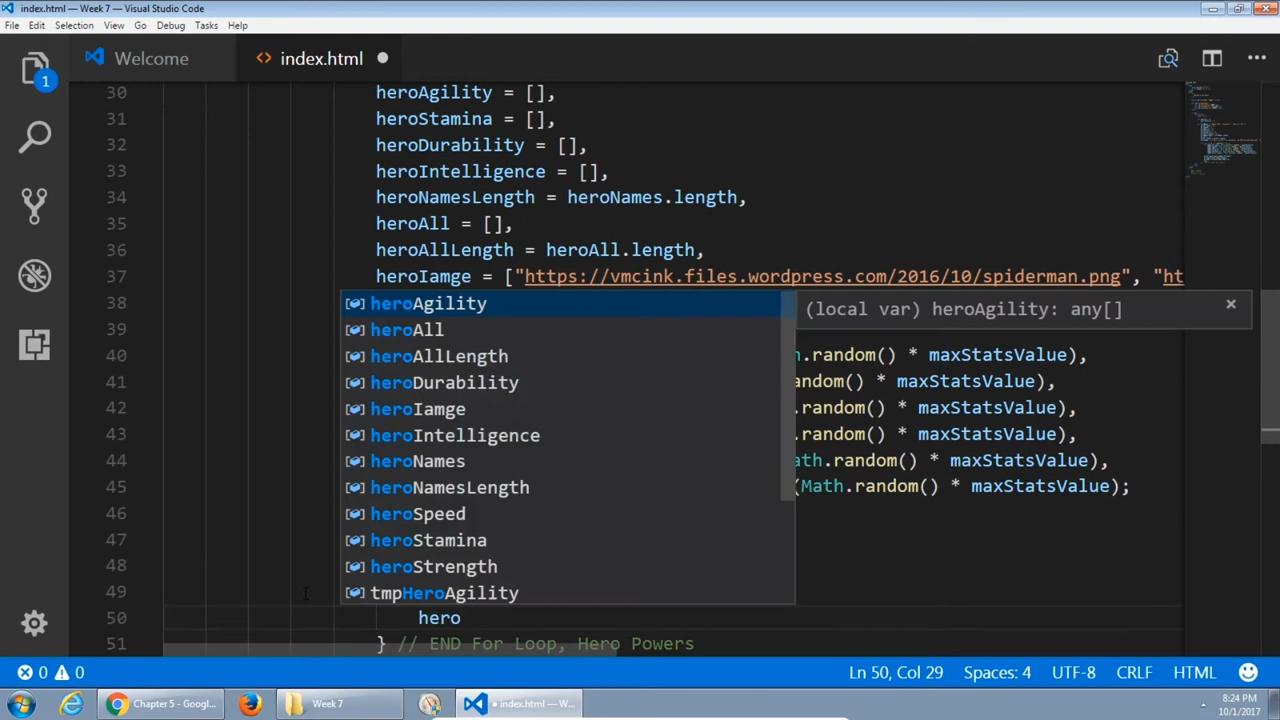 index.html — Week 7 — Visual Studio Code
File Edit Selection View Go Debug Tasks Help
1
Welcome
index.html
30 heroAgility = [],
31 heroStamina = [],
32 heroDurability = [],
33 heroIntelligence = [],
34 heroNamesLength = heroNames.length,
35 heroAll = [],
36 heroAllLength = heroAll.length,
37 heroIamge = ["https://vmcink.files.wordpress.com/2016/10/spiderman.png", "ht
38 heroAgility (local var) heroAgility: any[]
39 heroAll
40 heroAllLength .random() * maxStatsValue),
41 heroDurability andom() * maxStatsValue),
42 heroIamge .random() * maxStatsValue),
43 heroIntelligence .random() * maxStatsValue),
44 heroNames ath.random() * maxStatsValue),
45 heroNamesLength (Math.random() * maxStatsValue);
46 heroSpeed
47 heroStamina
48 heroStrength
49 tmpHeroAgility
50 hero
51 } // END For Loop, Hero Powers
0 0 Ln 50, Col 29 Spaces: 4 UTF-8 CRLF HTML
Chapter 5 - Googl... Week 7 index.html — W... 8:24 PM
10/1/2017